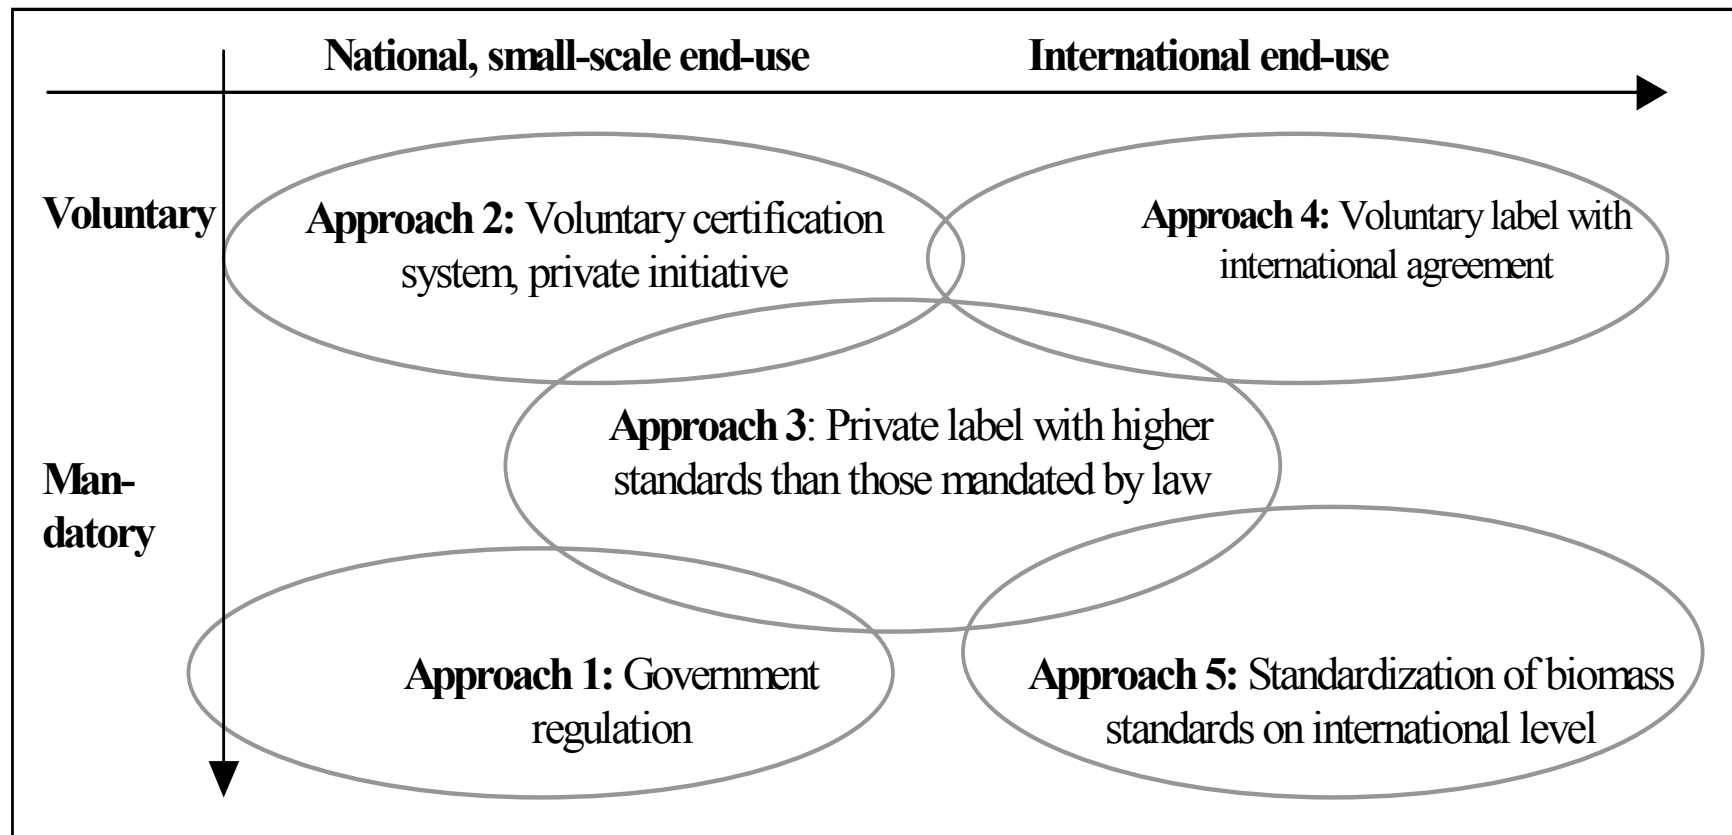 National, small-scale end-use
International end-use
Voluntary
Approach 2: Voluntary certification
system, private initiative
Approach 4: Voluntary label with
international agreement
Approach 3: Private label with higher
standards than those mandated by law
Man-
datory
Approach 1: Government
regulation
Approach 5: Standardization of biomass
standards on international level